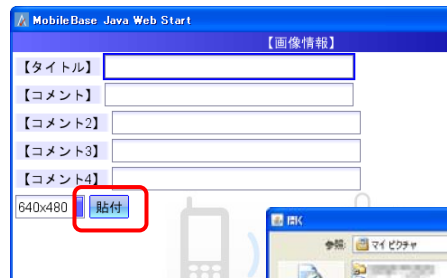 MobileBase Java Web Start
【画像情報】
【タイトル】
【コメント】
【コメント2】
【コメント3】
【コメント4】
640x480 貼付
開く
参照: マイ ピクチャ